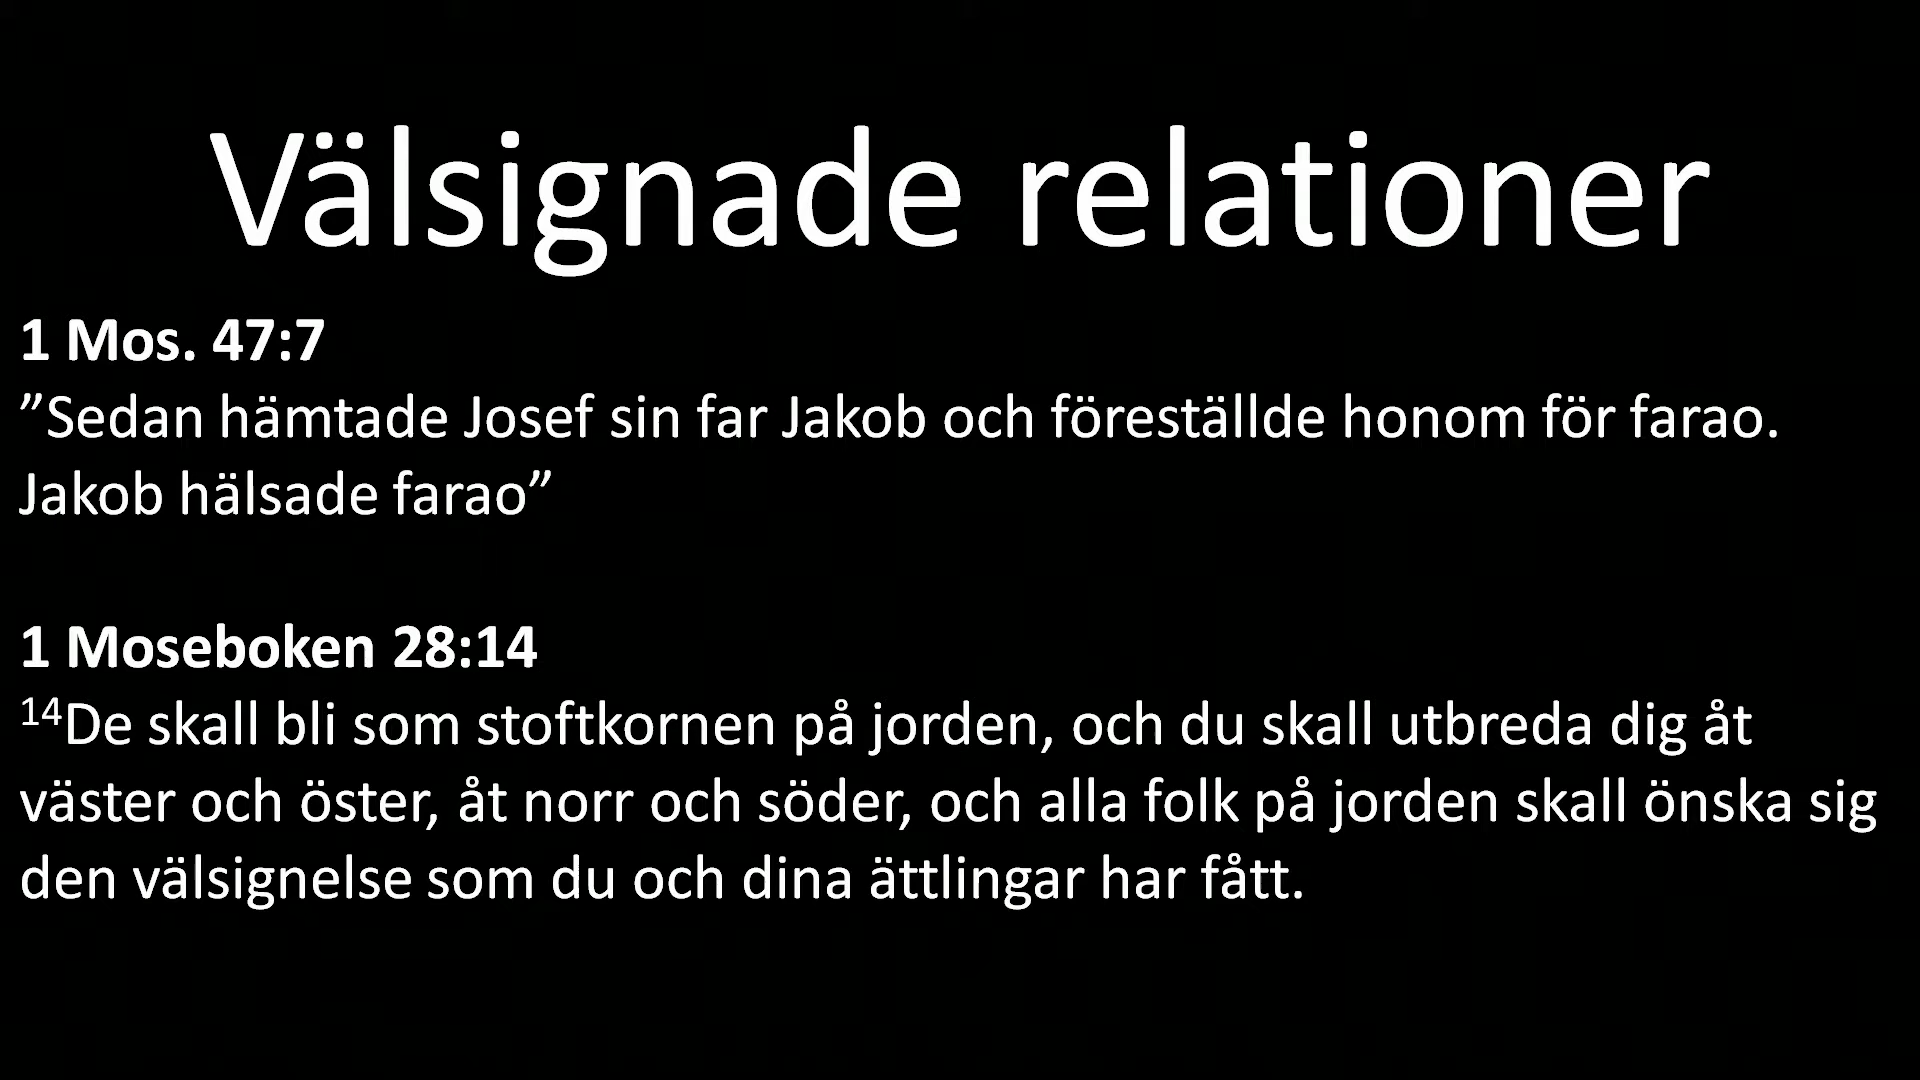 Välsignade relationer
1 Mos. 47:7
”Sedan hämtade Josef sin far Jakob och föreställde honom för farao.
Jakob hälsade farao”
1 Moseboken 28:14
¹⁴De skall bli som stoftkornen på jorden, och du skall utbreda dig åt
väster och öster, åt norr och söder, och alla folk på jorden skall önska sig
den välsignelse som du och dina ättlingar har fått.